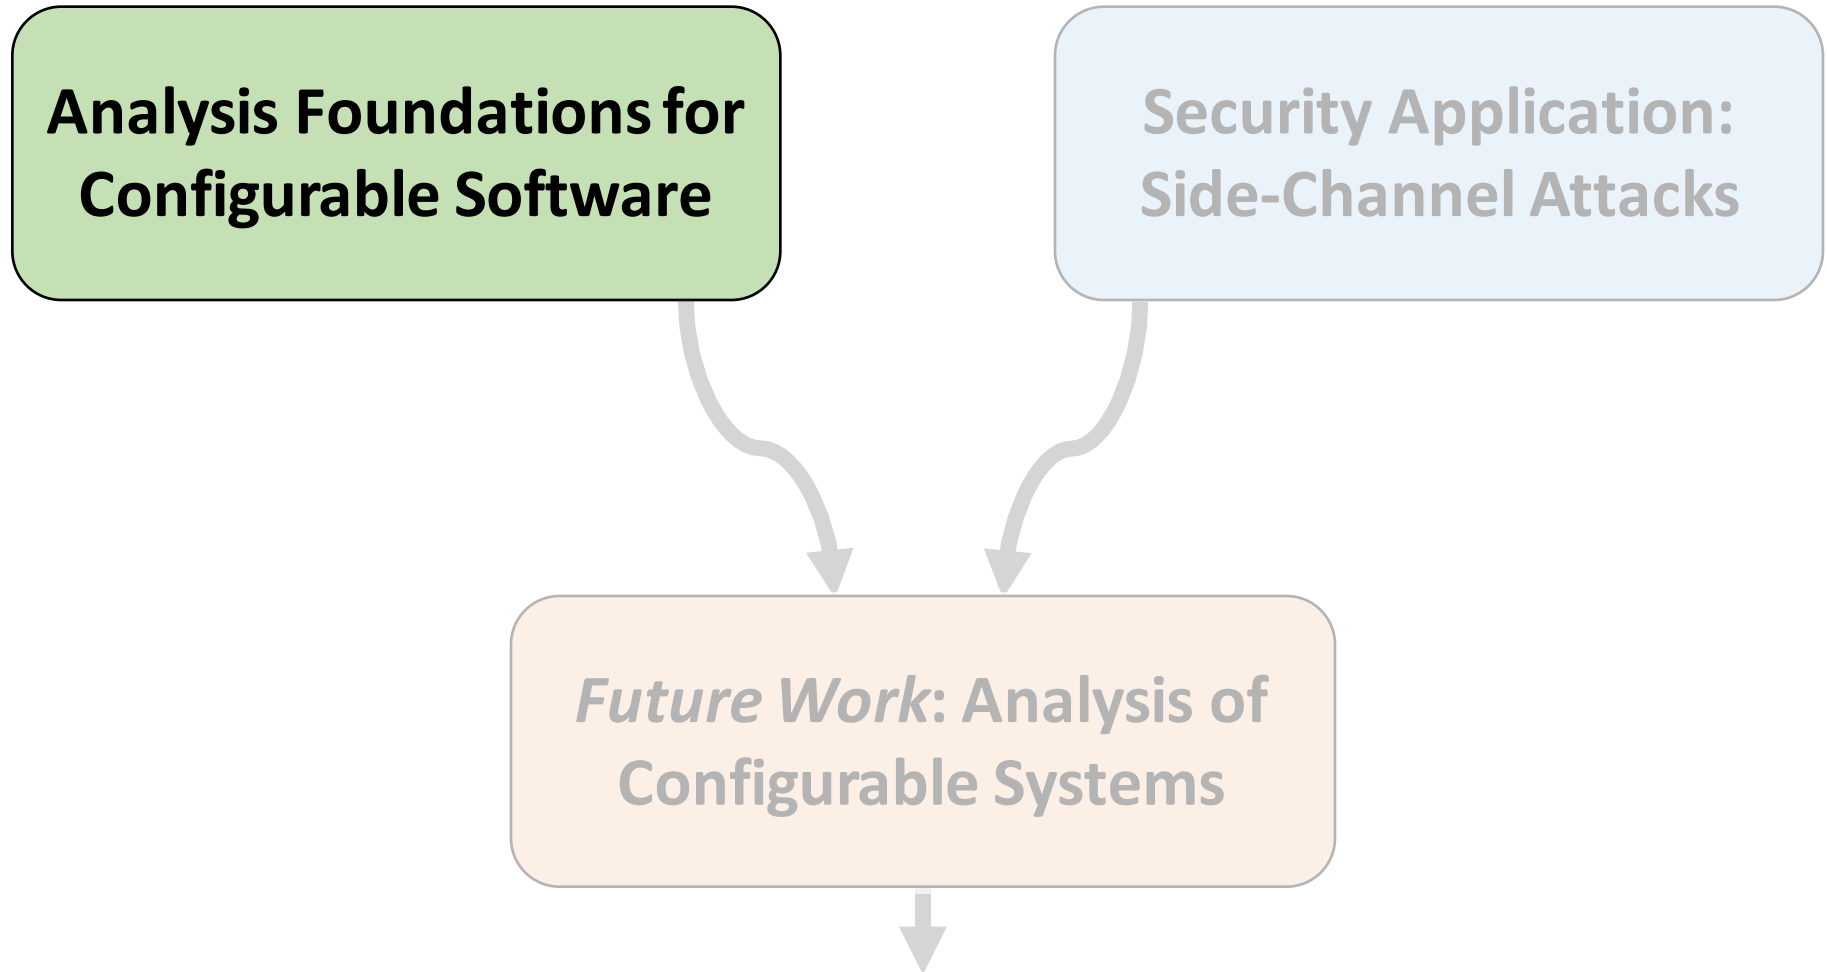 Analysis Foundations for
Configurable Software
Security Application:
Side-Channel Attacks
Future Work: Analysis of
Configurable Systems